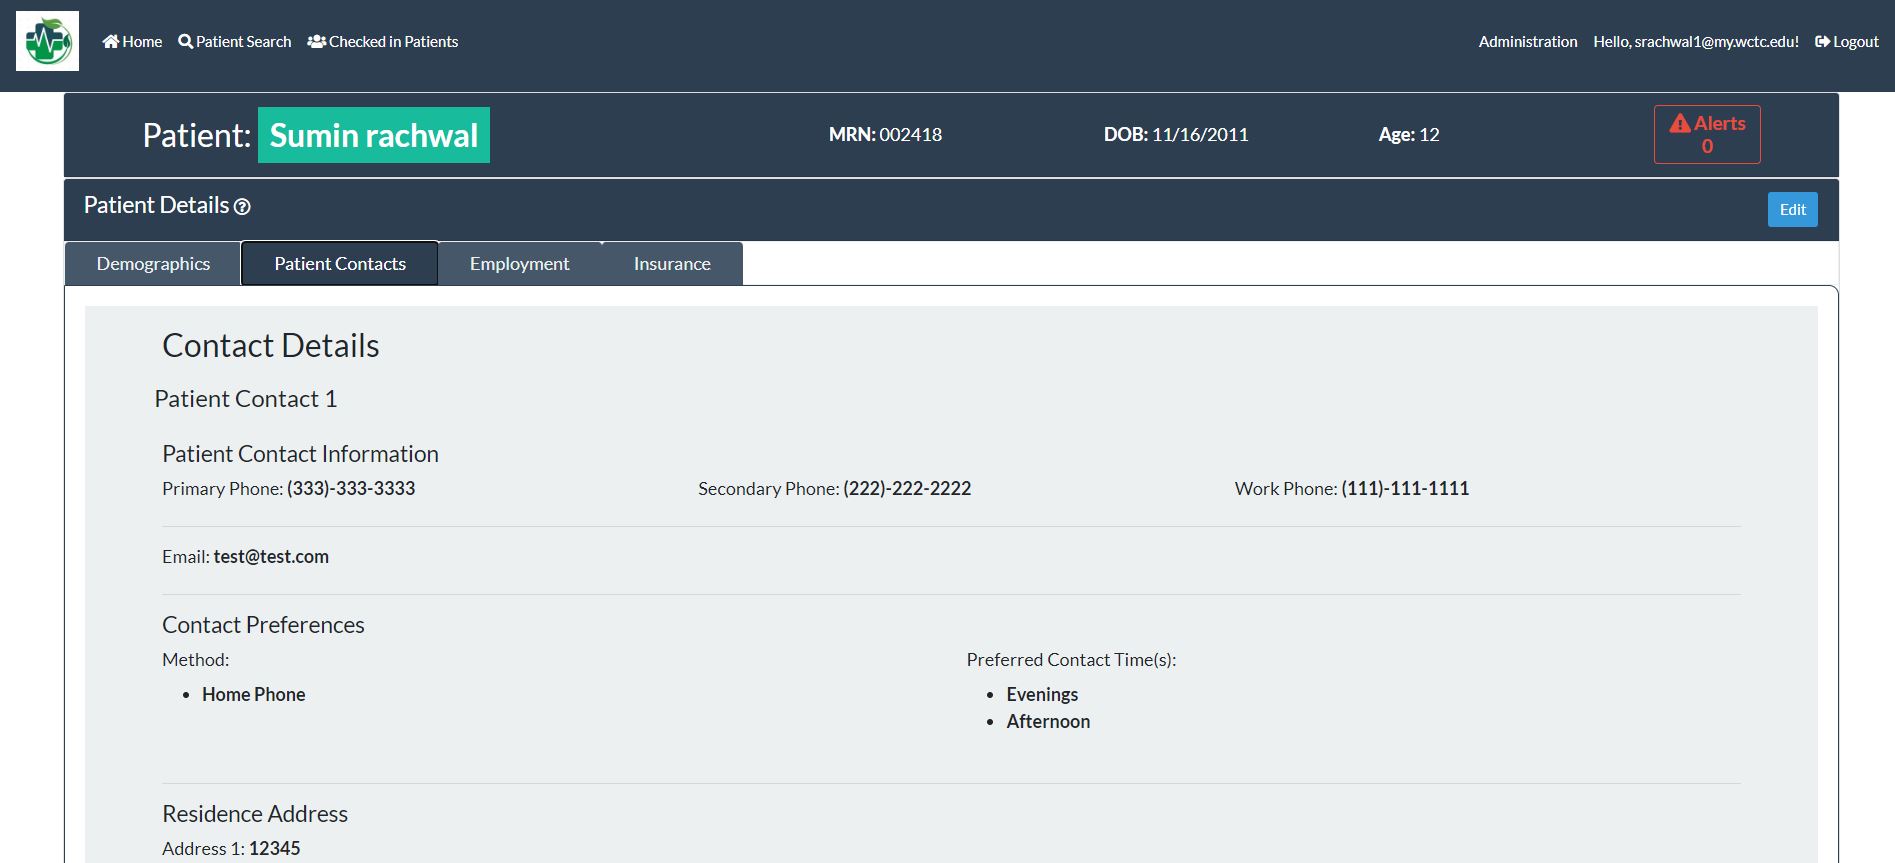 Home Patient Search Checked in Patients Administration Hello, srachwal1@my.wctc.edu! Logout
Patient: Sumin rachwal MRN: 002418 DOB: 11/16/2011 Age: 12 Alerts
0
Patient Details Edit
Demographics Patient Contacts Employment Insurance
Contact Details
Patient Contact 1
Patient Contact Information
Primary Phone: (333)-333-3333 Secondary Phone: (222)-222-2222 Work Phone: (111)-111-1111
Email: test@test.com
Contact Preferences
Method: Preferred Contact Time(s):
• Home Phone • Evenings
• Afternoon
Residence Address
Address 1: 12345